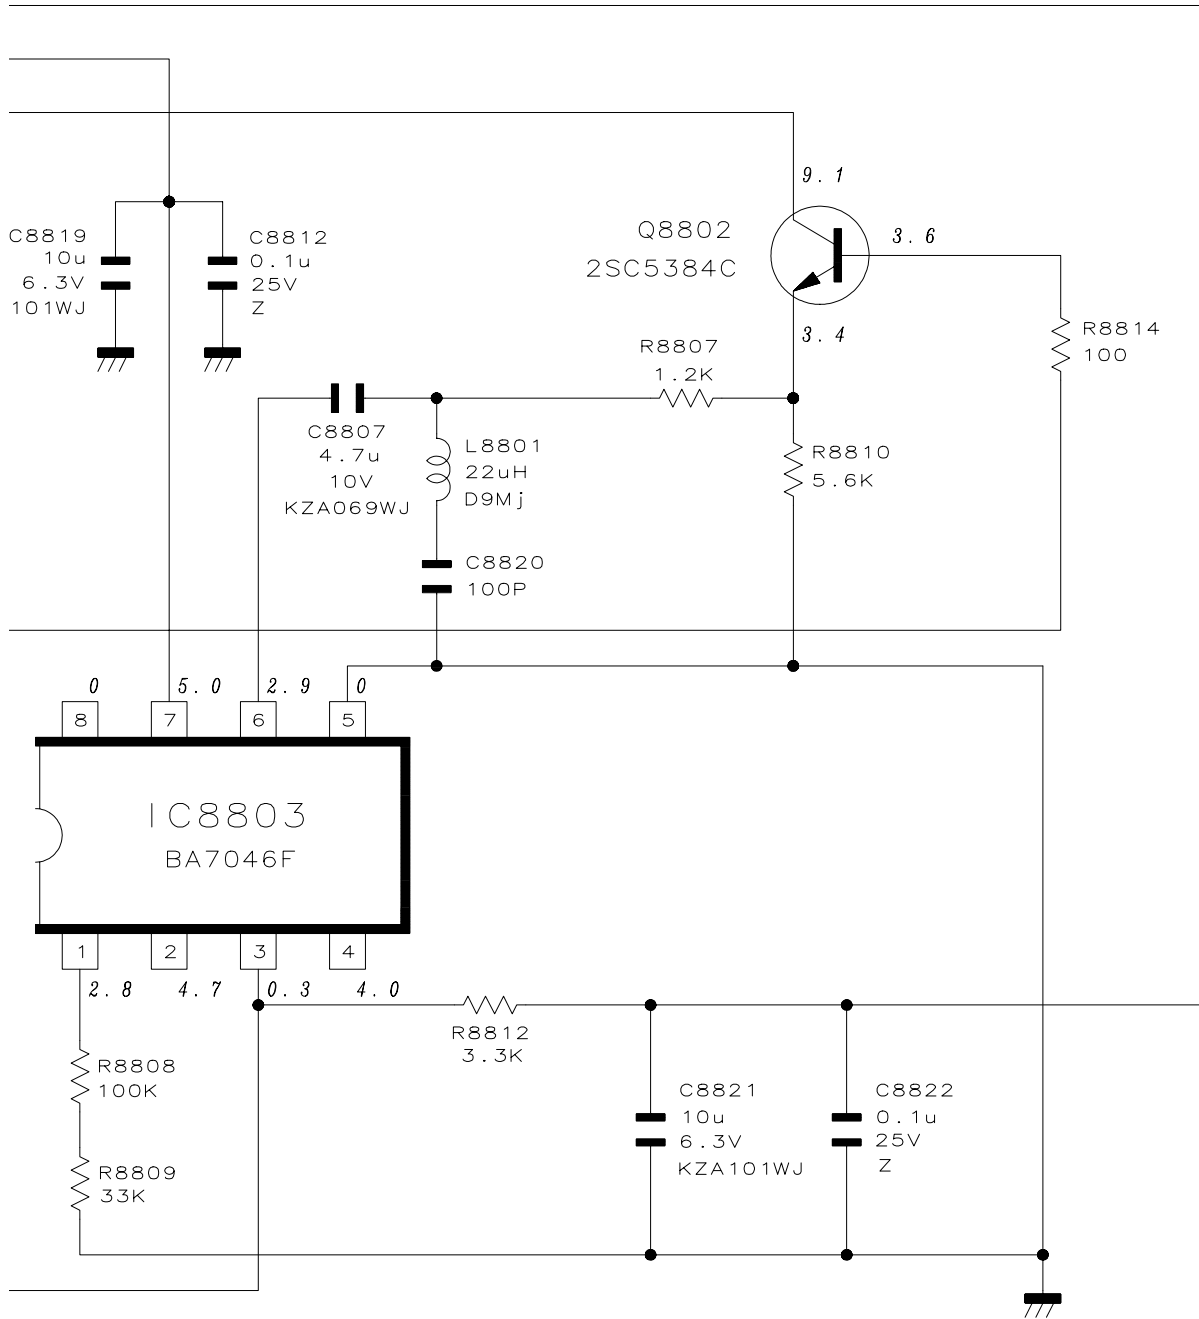 9.1
Q8802
2SC5384C
3.6
3.4
C8819
10u
6.3V
101WJ
C8812
0.1u
25V
Z
R8814
100
R8807
1.2K
C8807
4.7u
10V
KZA069WJ
L8801
22uH
D9Mj
R8810
5.6K
C8820
100P
0
5.0
2.9
0
8
7
6
5
IC8803
BA7046F
1
2
3
4
2.8
4.7
0.3
4.0
R8812
3.3K
R8808
100K
R8809
33K
C8821
10u
6.3V
KZA101WJ
C8822
0.1u
25V
Z